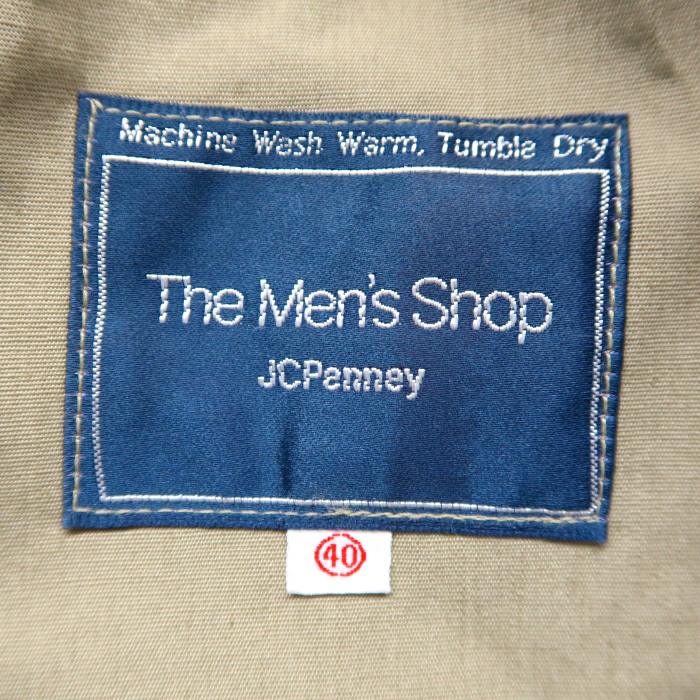 Machine Wash Warm, Tumble Dry
The Men's Shop
JCPenney
40